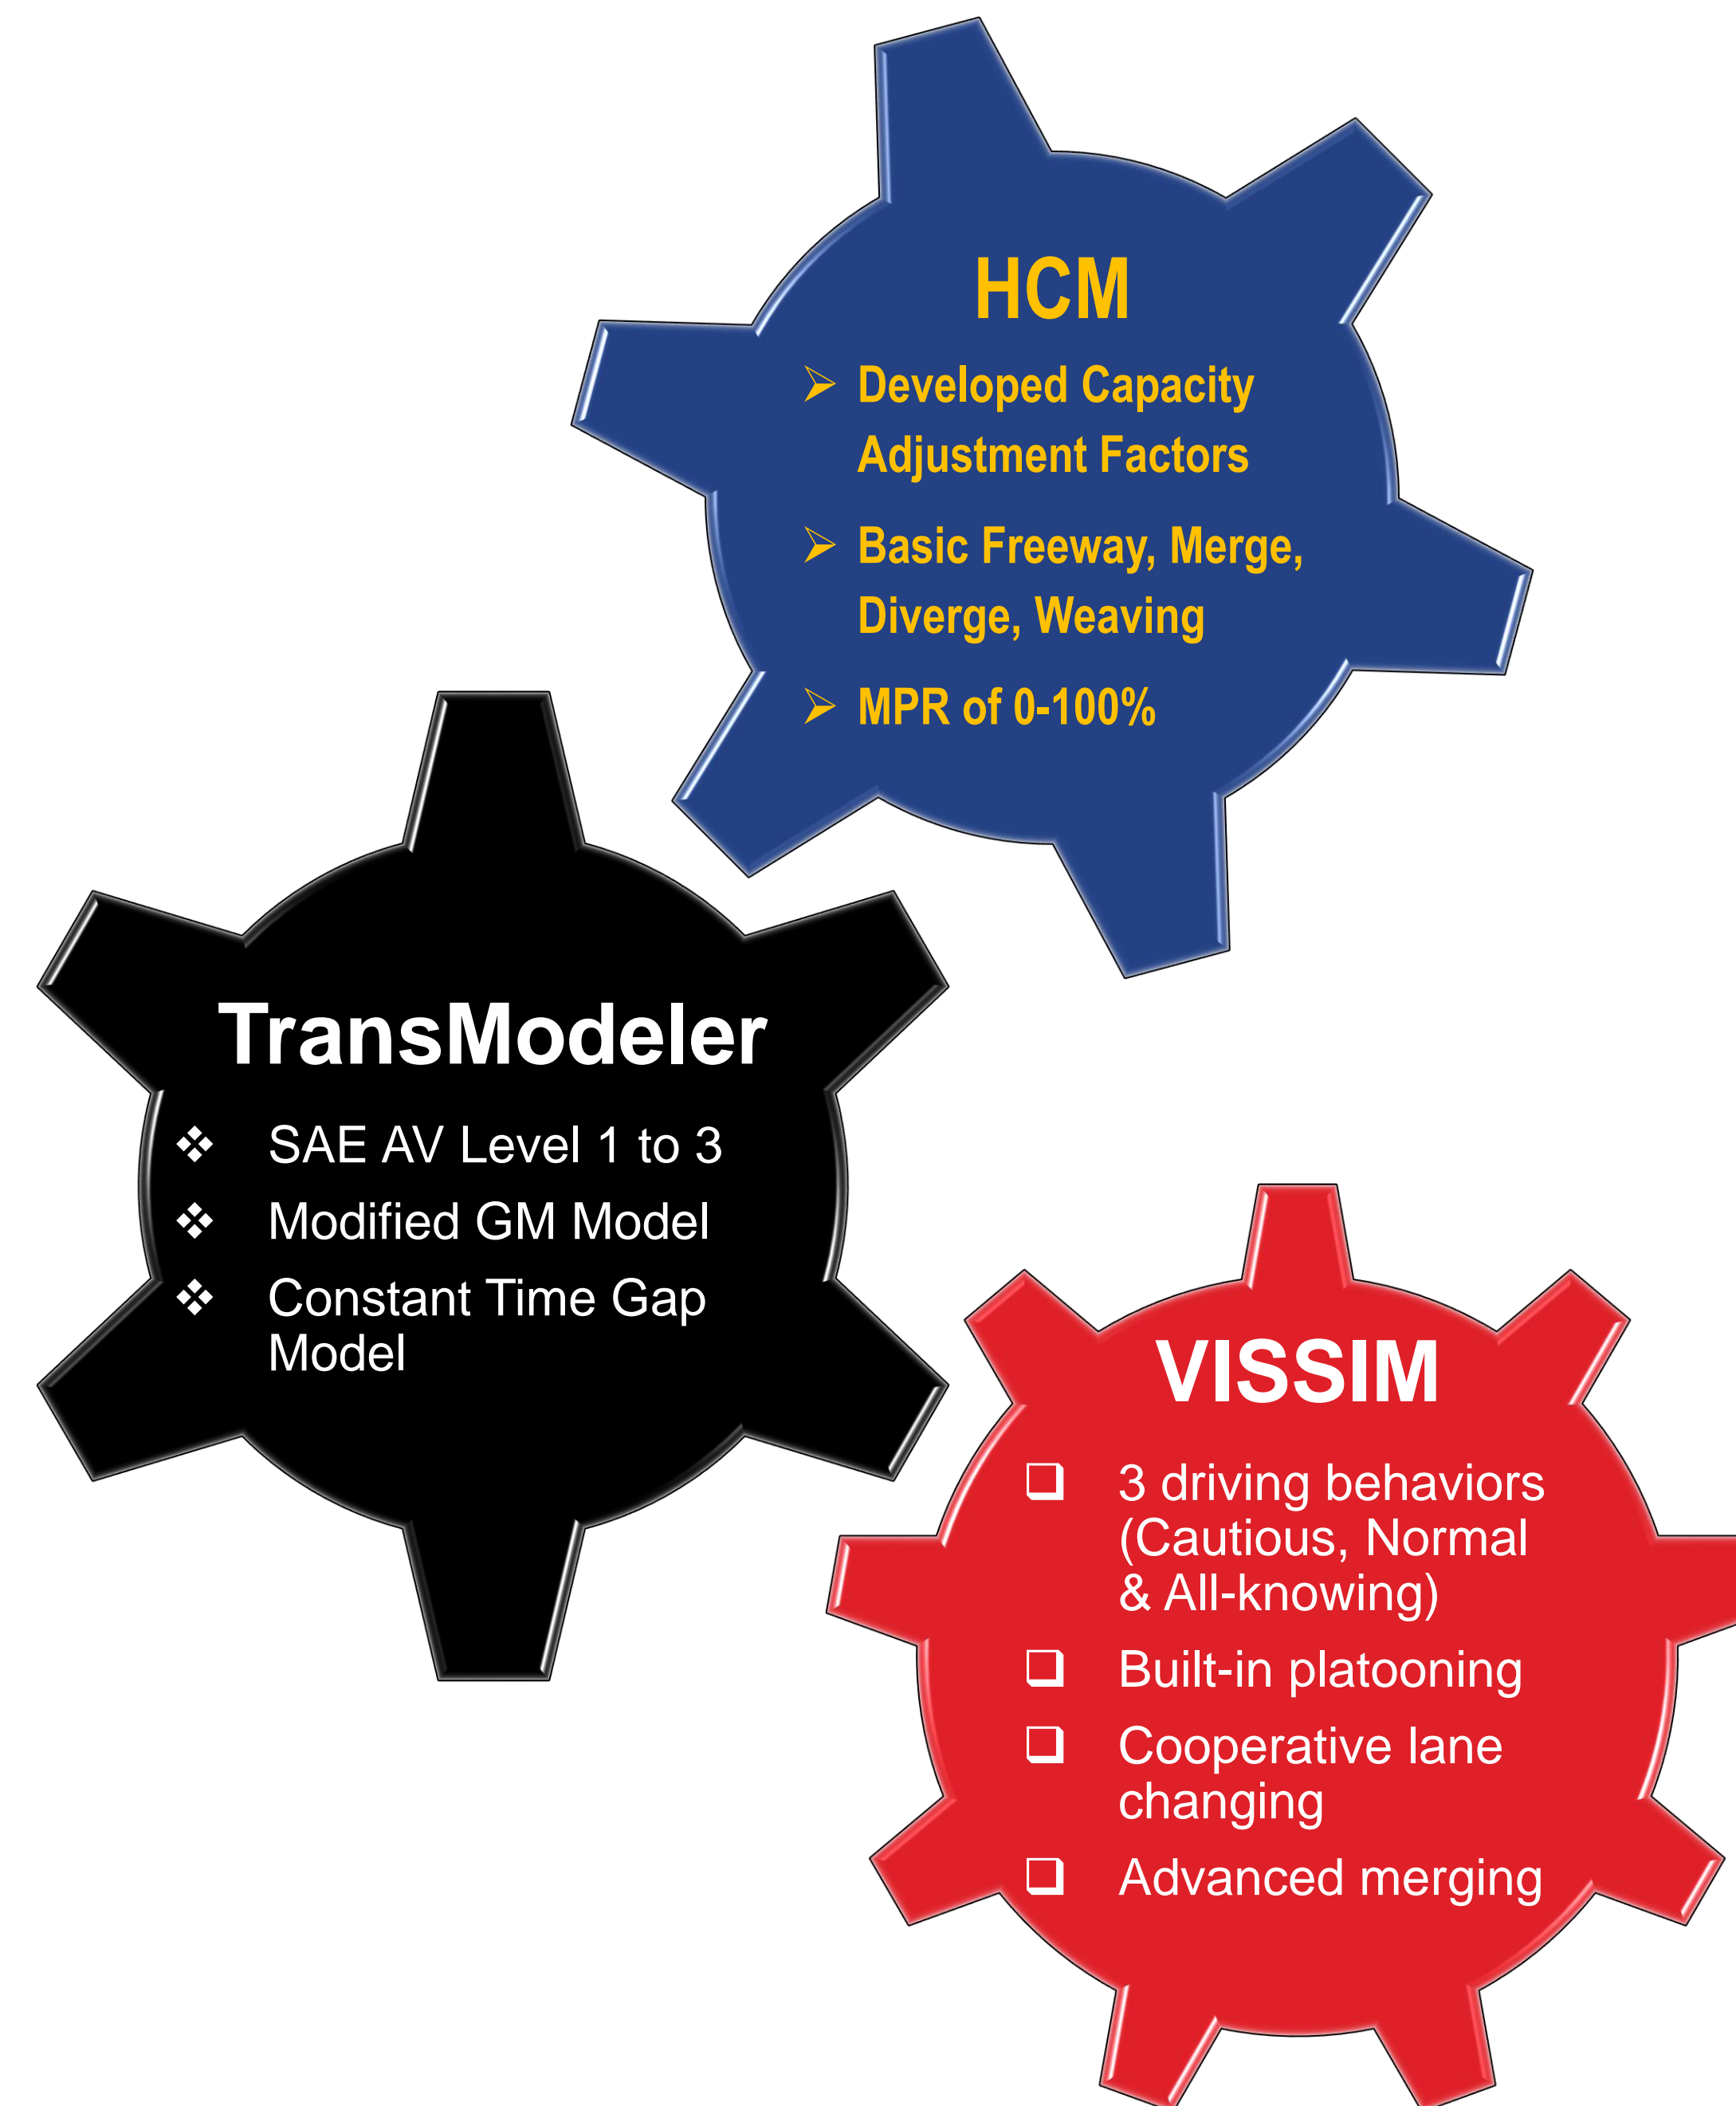 HCM
Developed Capacity
Adjustment Factors
Basic Freeway, Merge,
Diverge, Weaving
MPR of 0-100%
TransModeler
SAE AV Level 1 to 3
Modified GM Model
Constant Time Gap
Model
VISSIM
3 driving behaviors
(Cautious, Normal
& All-knowing)
Built-in platooning
Cooperative lane
changing
Advanced merging